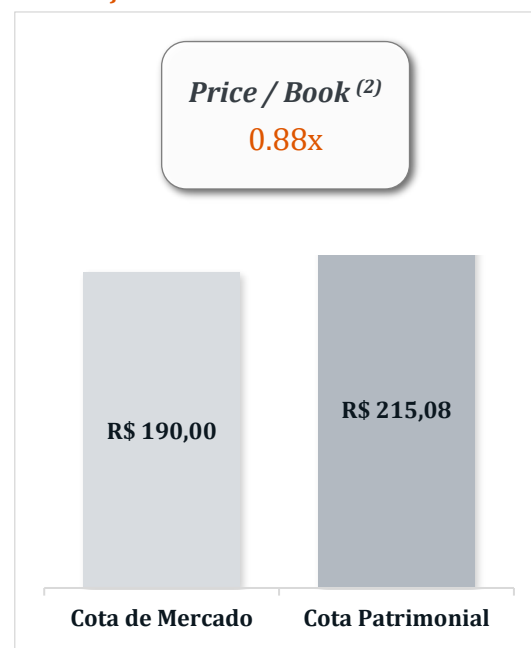 Price / Book (2)
0.88x
R$ 190,00
R$ 215,08
Cota de Mercado
Cota Patrimonial